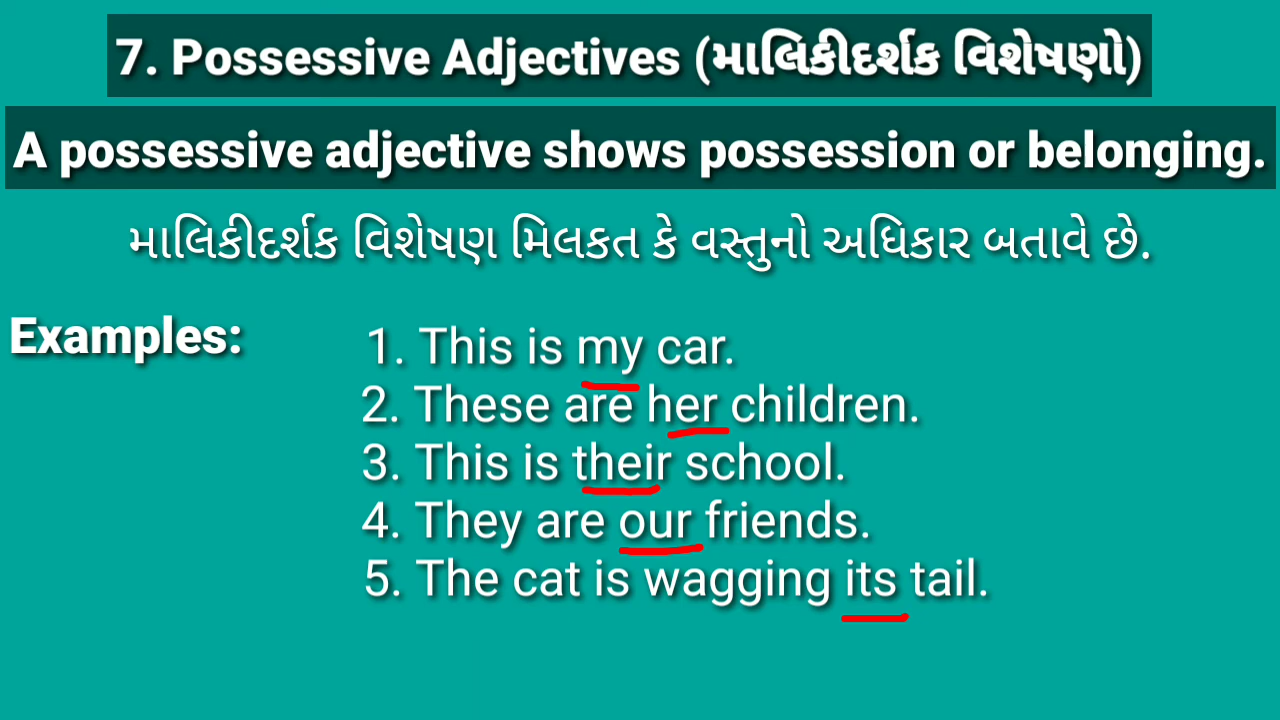 7. Possessive Adjectives (માલિકીદર્શક વિશેષણો)
A possessive adjective shows possession or belonging.
માલિકીદર્શક વિશેષણ મિલકત કે વસ્તુનો અધિકાર બતાવે છે.
Examples:
1. This is my car.
2. These are her children.
3. This is their school.
4. They are our friends.
5. The cat is wagging its tail.